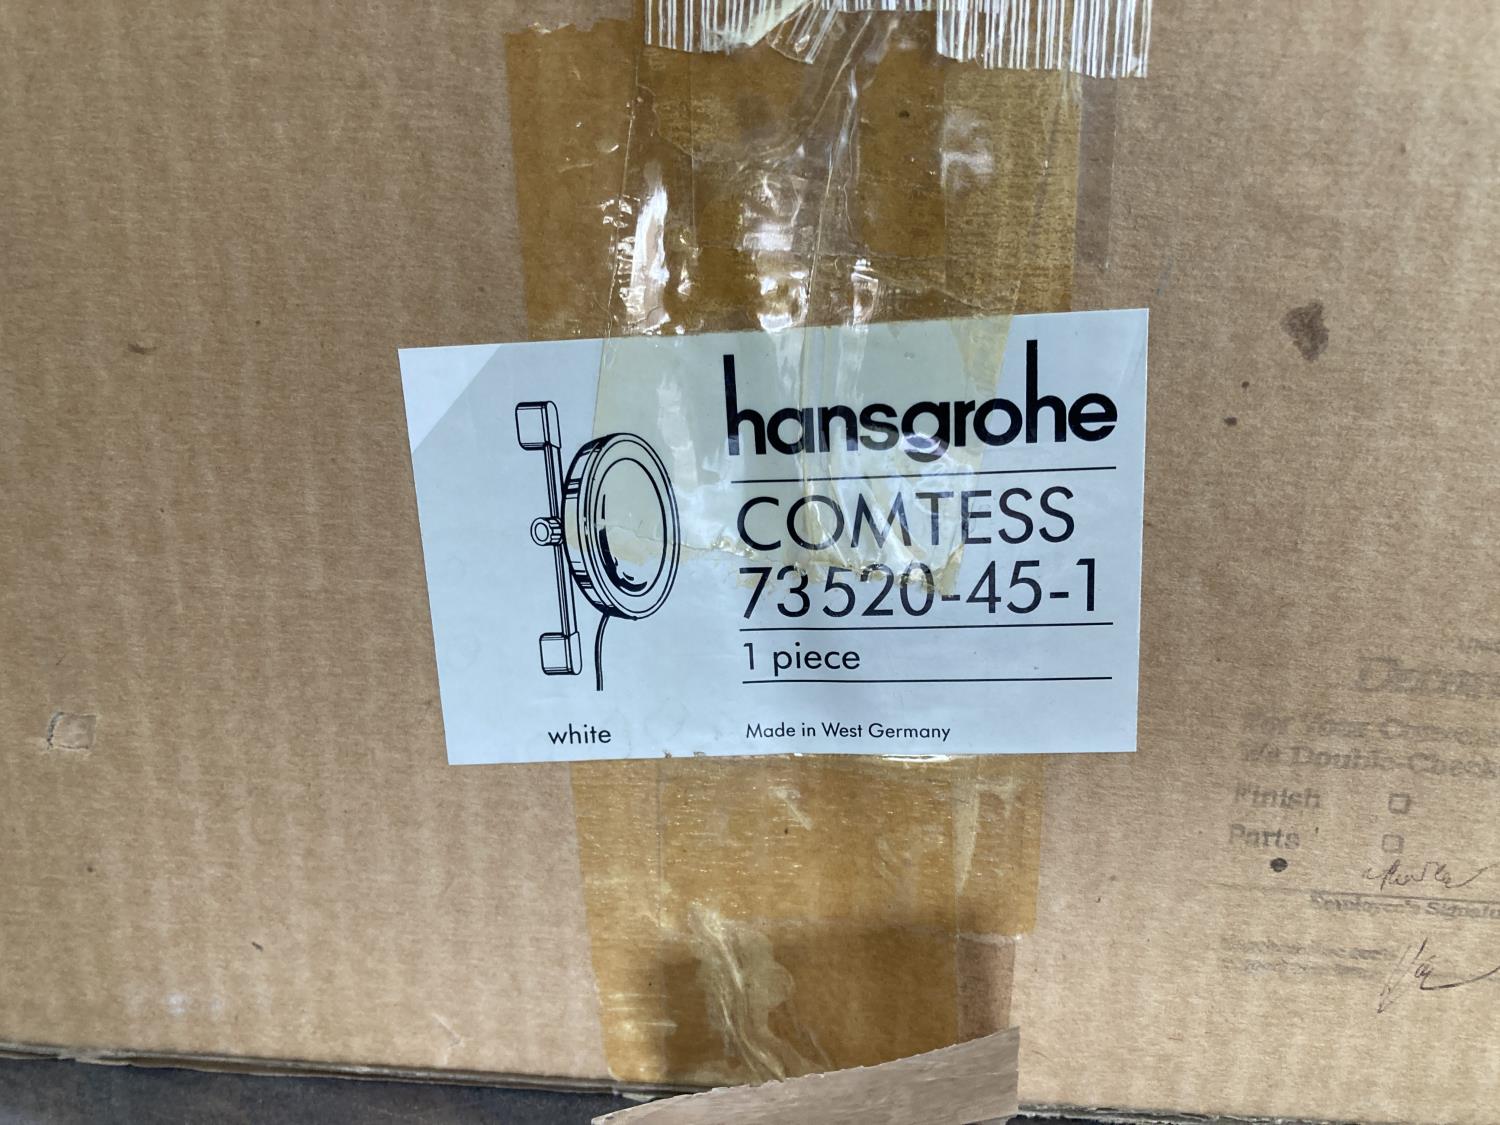 hansgrohe
COMTESS
73520-45-1
1 piece
white
Made in West Germany
Finish
Parts